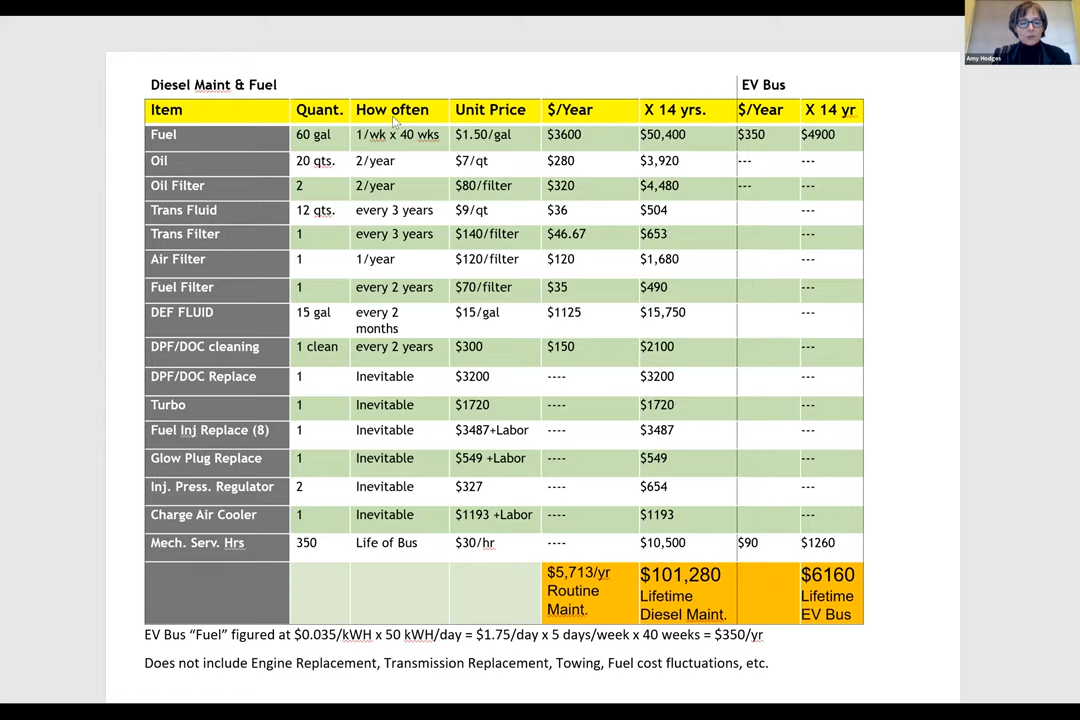 Amy Hodges
Diesel Maint & Fuel EV Bus
Item Quant. How often Unit Price $/Year X 14 yrs. $/Year X 14 yr
Fuel 60 gal 1/wk x 40 wks $1.50/gal $3600 $50,400 $350 $4900
Oil 20 qts. 2/year $7/qt $280 $3,920 --- ---
Oil Filter 2 2/year $80/filter $320 $4,480 --- ---
Trans Fluid 12 qts. every 3 years $9/qt $36 $504 ---
Trans Filter 1 every 3 years $140/filter $46.67 $653 ---
Air Filter 1 1/year $120/filter $120 $1,680 ---
Fuel Filter 1 every 2 years $70/filter $35 $490 ---
DEF FLUID 15 gal every 2 $15/gal $1125 $15,750 ---
months
DPF/DOC cleaning 1 clean every 2 years $300 $150 $2100 ---
DPF/DOC Replace 1 Inevitable $3200 ---- $3200 ---
Turbo 1 Inevitable $1720 ---- $1720 ---
Fuel Inj Replace (8) 1 Inevitable $3487+Labor ---- $3487 ---
Glow Plug Replace 1 Inevitable $549 +Labor ---- $549 ---
Inj. Press. Regulator 2 Inevitable $327 ---- $654 ---
Charge Air Cooler 1 Inevitable $1193 +Labor ---- $1193 ---
Mech. Serv. Hrs 350 Life of Bus $30/hr ---- $10,500 $90 $1260
$5,713/yr $101,280 $6160
Routine Lifetime Lifetime
Maint. Diesel Maint. EV Bus
EV Bus “Fuel” figured at $0.035/kWH x 50 kWH/day = $1.75/day x 5 days/week x 40 weeks = $350/yr
Does not include Engine Replacement, Transmission Replacement, Towing, Fuel cost fluctuations, etc.